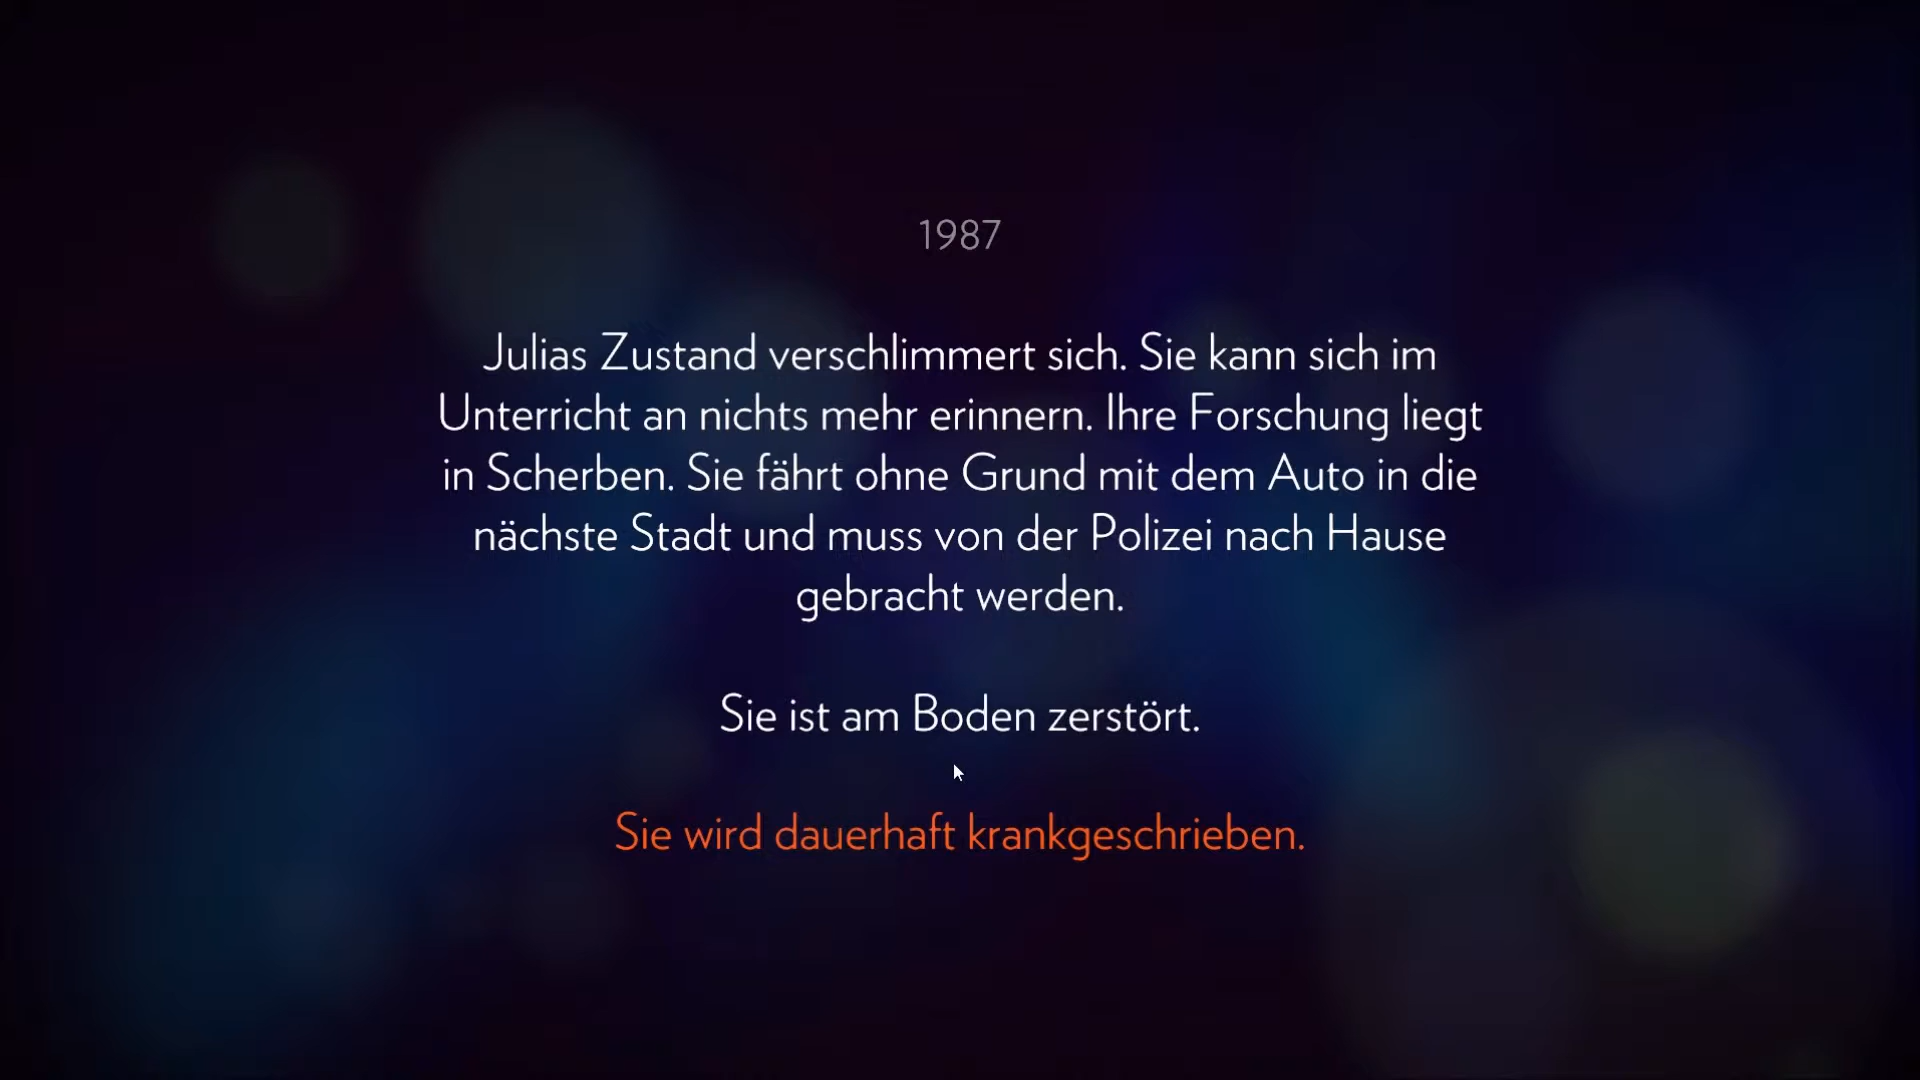 1987
Julias Zustand verschlimmert sich. Sie kann sich im
Unterricht an nichts mehr erinnern. Ihre Forschung liegt
in Scherben. Sie fährt ohne Grund mit dem Auto in die
nächste Stadt und muss von der Polizei nach Hause
gebracht werden.
Sie ist am Boden zerstört.
Sie wird dauerhaft krankgeschrieben.